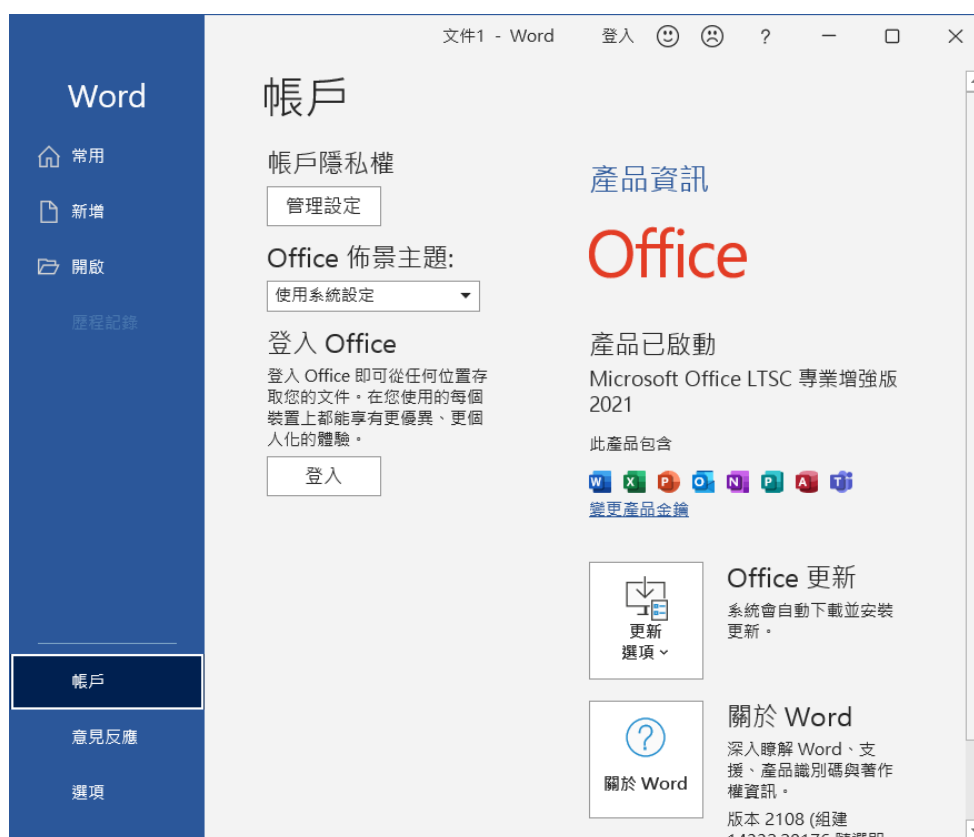 文件1 - Word
登入
?
Word
常用
新增
開啟
歷程記錄
帳戶
意見反應
選項
帳戶
帳戶隱私權
管理設定
Office 佈景主題:
使用系統設定
登入 Office
登入 Office 即可從任何位置存
取您的文件。在您使用的每個
裝置上都能享有更優異、更個
人化的體驗。
登入
產品資訊
Office
產品已啟動
Microsoft Office LTSC 專業增強版
2021
此產品包含
變更產品金鑰
更新
選項
Office 更新
系統會自動下載並安裝
更新。
關於 Word
關於 Word
深入瞭解 Word、支
援、產品識別碼與著作
權資訊。
版本 2108 (組建